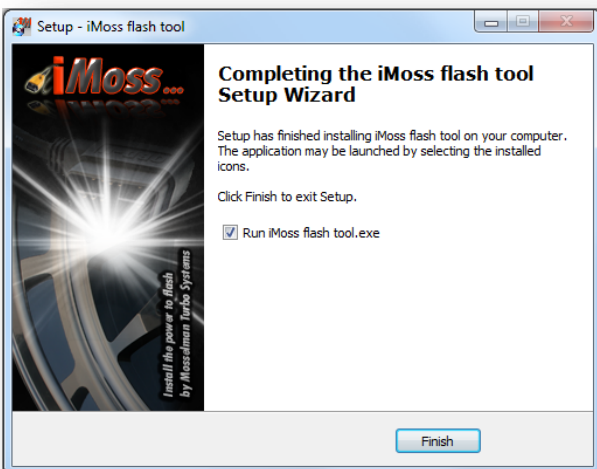 Setup - iMoss flash tool
iMoss...
Completing the iMoss flash tool
Setup Wizard
Setup has finished installing iMoss flash tool on your computer.
The application may be launched by selecting the installed
icons.
Click Finish to exit Setup.
Run iMoss flash tool.exe
Install the power to flash
by Mosselman Turbo Systems
Finish